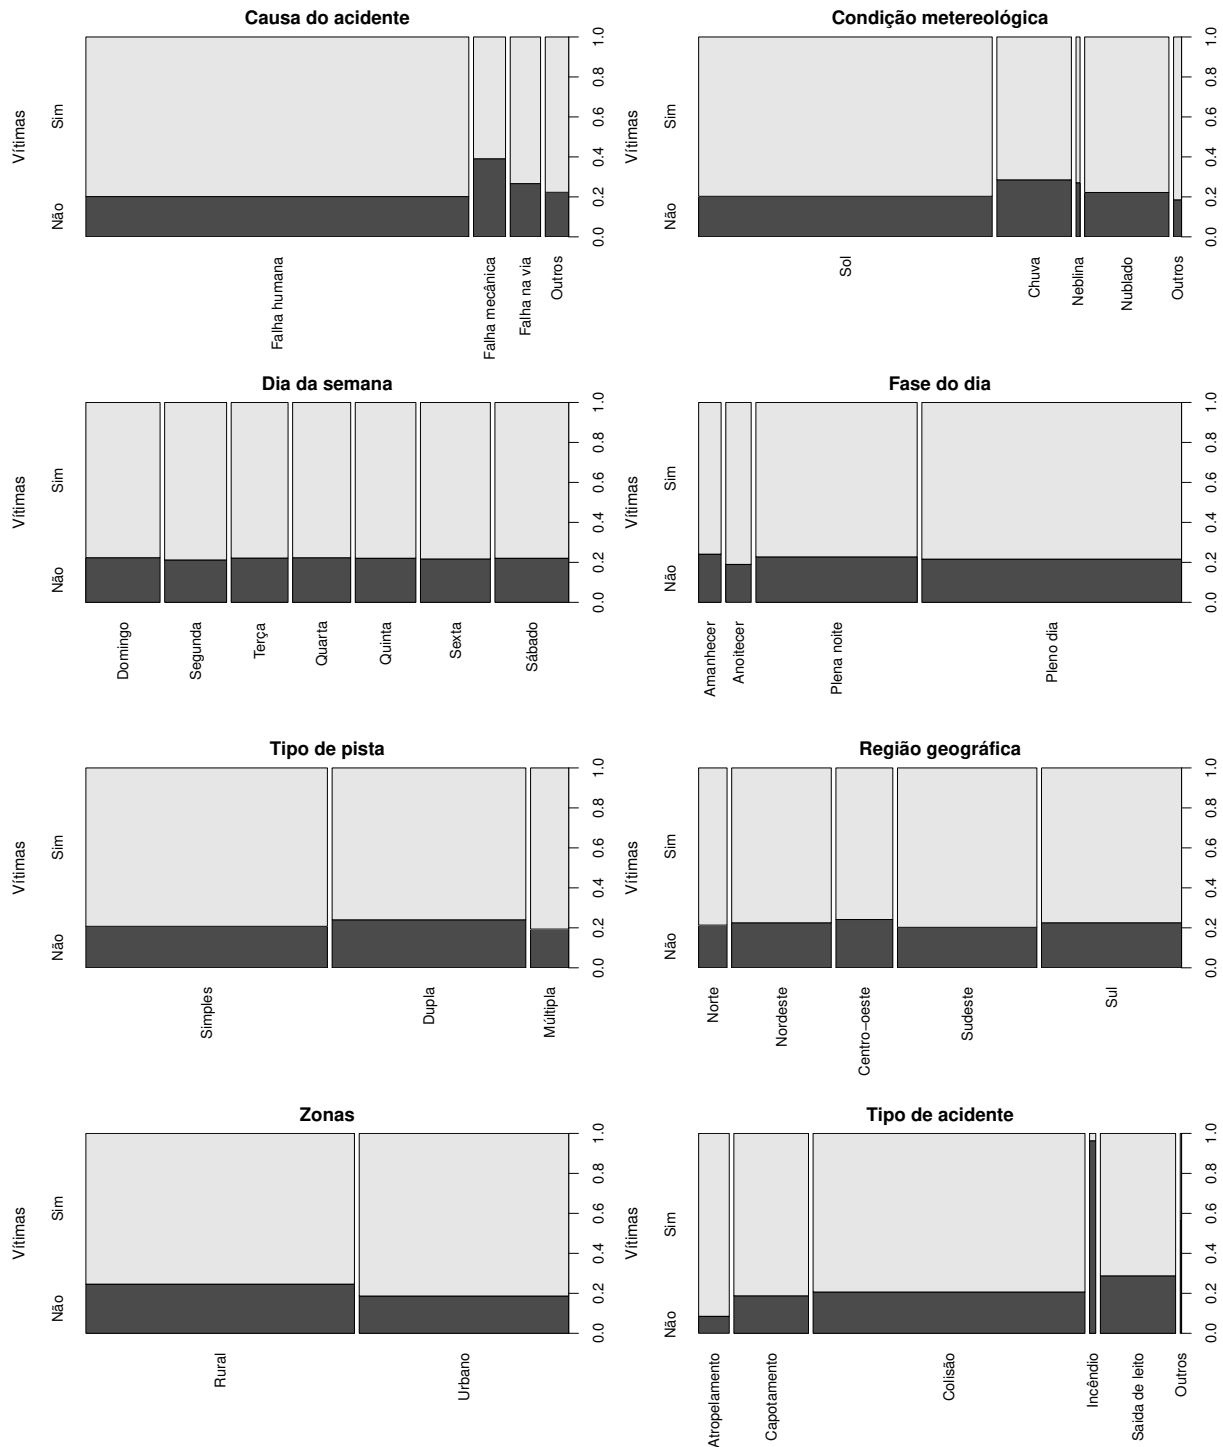 Causa do acidente
Vítimas
Sim
Não
0.0 0.2 0.4 0.6 0.8 1.0
Falha humana
Falha mecânica
Falha na via
Outros
Condição metereológica
Vítimas
Sim
Não
0.0 0.2 0.4 0.6 0.8 1.0
Sol
Chuva
Neblina
Nublado
Outros
Dia da semana
Vítimas
Sim
Não
0.0 0.2 0.4 0.6 0.8 1.0
Domingo
Segunda
Terça
Quarta
Quinta
Sexta
Sábado
Fase do dia
Vítimas
Sim
Não
0.0 0.2 0.4 0.6 0.8 1.0
Amanhecer
Anoitecer
Plena noite
Pleno dia
Tipo de pista
Vítimas
Sim
Não
0.0 0.2 0.4 0.6 0.8 1.0
Simples
Dupla
Múltipla
Região geográfica
Vítimas
Sim
Não
0.0 0.2 0.4 0.6 0.8 1.0
Norte
Nordeste
Centro−oeste
Sudeste
Sul
Zonas
Vítimas
Sim
Não
0.0 0.2 0.4 0.6 0.8 1.0
Rural
Urbano
Tipo de acidente
Vítimas
Sim
Não
0.0 0.2 0.4 0.6 0.8 1.0
Atropelamento
Capotamento
Colisão
Incêndio
Saida de leito
Outros